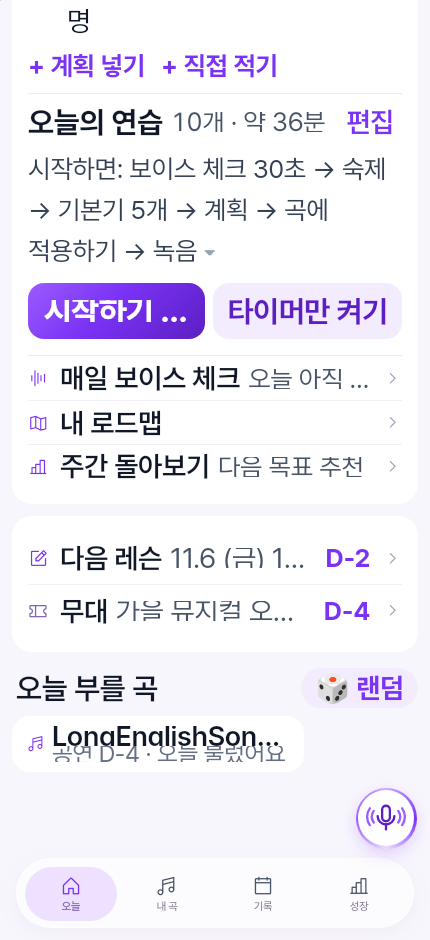 명
+ 계획 넣기 + 직접 적기
오늘의 연습 10개 · 약 36분 편집
시작하면: 보이스 체크 30초 → 숙제
→ 기본기 5개 → 계획 → 곡에
적용하기 → 녹음
시작하기 ... 타이머만 켜기
매일 보이스 체크 오늘 아직 ...
내 로드맵
주간 돌아보기 다음 목표 추천
다음 레슨 11.6 (금) 1... D-2
무대 가을 뮤지컬 오... D-4
오늘 부를 곡 랜덤
LongEnglishSon...
공연 D-4 · 오늘 불렀어요
오늘 내 곡 기록 성장